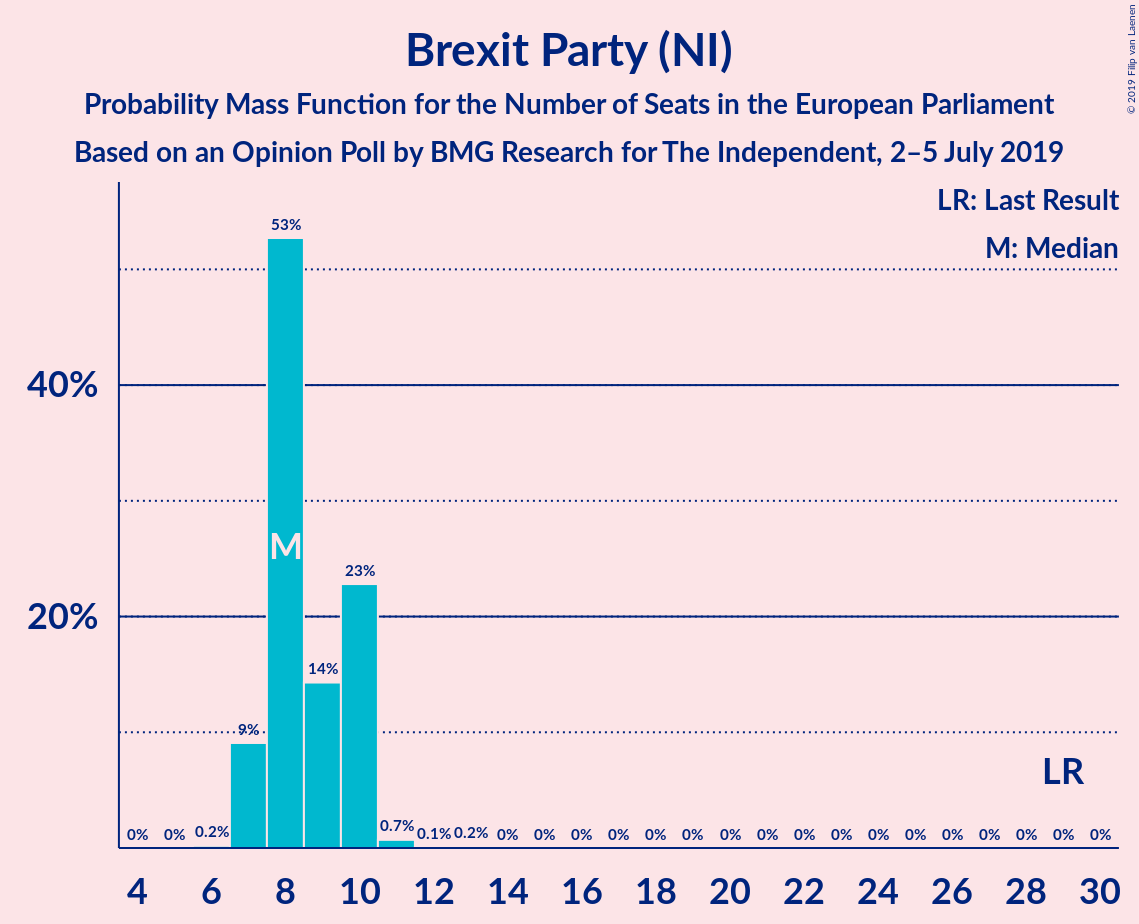 Brexit Party (NI)
Probability Mass Function for the Number of Seats in the European Parliament
Based on an Opinion Poll by BMG Research for The Independent, 2–5 July 2019
© 2019 Filip van Laenen
LR: Last Result
M: Median
40%
20%
0% 0% 0.2% 9% 53% 14% 23% 0.7% 0.1% 0.2% 0% 0% 0% 0% 0% 0% 0% 0% 0% 0% 0% 0% 0% 0% 0% 0% 0%
M
LR
4 6 8 10 12 14 16 18 20 22 24 26 28 30